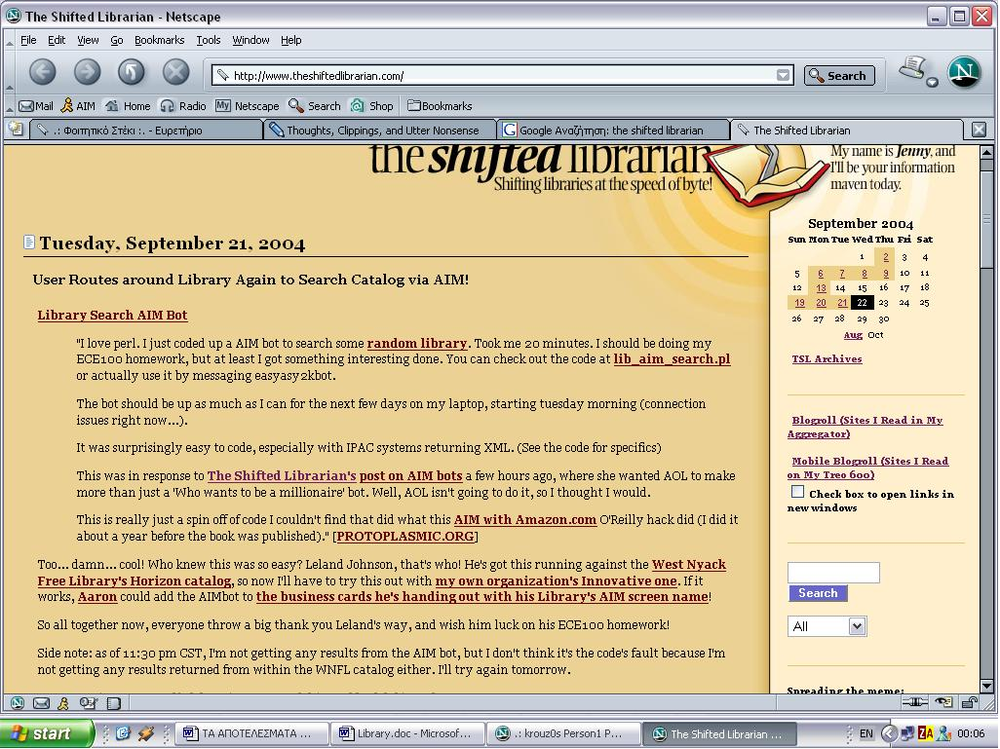 The Shifted Librarian - Netscape
File Edit View Go Bookmarks Tools Window Help
http://www.theshiftedlibrarian.com/
Search
N
Mail AIM Home Radio My Netscape Search Shop Bookmarks
.: Φοιτητικό Στέκι :. - Ευρετήριο
Thoughts, Clippings, and Utter Nonsense
Google Αναζήτηση: the shifted librarian
The Shifted Librarian
the shifted librarian
Shifting libraries at the speed of byte!
My name is Jenny, and
I'll be your information
maven today.
Tuesday, September 21, 2004
User Routes around Library Again to Search Catalog via AIM!
Library Search AIM Bot
"I love perl. I just coded up a AIM bot to search some random library. Took me 20 minutes. I should be doing my
ECE100 homework, but at least I got something interesting done. You can check out the code at lib_aim_search.pl
or actually use it by messaging easyasy2kbot.
The bot should be up as much as I can for the next few days on my laptop, starting tuesday morning (connection
issues right now...).
It was surprisingly easy to code, especially with IPAC systems returning XML. (See the code for specifics)
This was in response to The Shifted Librarian's post on AIM bots a few hours ago, where she wanted AOL to make
more than just a 'Who wants to be a millionaire' bot. Well, AOL isn't going to do it, so I thought I would.
This is really just a spin off of code I couldn't find that did what this AIM with Amazon.com O'Reilly hack did (I did it
about a year before the book was published)." [PROTOPLASMIC.ORG]
Too... damn... cool! Who knew this was so easy? Leland Johnson, that's who! He's got this running against the West Nyack
Free Library's Horizon catalog, so now I'll have to try this out with my own organization's Innovative one. If it
works, Aaron could add the AIMbot to the business cards he's handing out with his Library's AIM screen name!
So all together now, everyone throw a big thank you Leland's way, and wish him luck on his ECE100 homework!
Side note: as of 11:30 pm CST, I'm not getting any results from the AIM bot, but I don't think it's the code's fault because I'm
not getting any results returned from within the WNFL catalog either. I'll try again tomorrow.
September 2004
Sun Mon Tue Wed Thu Fri Sat
1 2 3 4
5 6 7 8 9 10 11
12 13 14 15 16 17 18
19 20 21 22 23 24 25
26 27 28 29 30
Aug Oct
TSL Archives
Blogroll (Sites I Read in My
Aggregator)
Mobile Blogroll (Sites I Read
on My Treo 600)
Check box to open links in
new windows
Search
All
Spreading the meme:
start
ΤΑ ΑΠΟΤΕΛΕΣΜΑΤΑ ...
Library.doc - Microsof...
.: krouz0s Person1 P...
The Shifted Librarian ...
EN
ZA
00:06